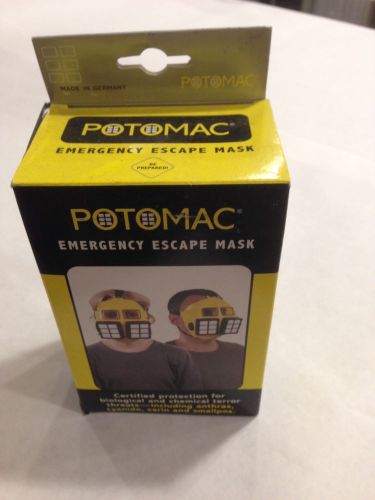 MADE IN GERMANY
POTOMAC
POTOMAC®
EMERGENCY ESCAPE MASK
BE
PREPARED!
POTOMAC®
EMERGENCY ESCAPE MASK
Certified protection for
biological and chemical terror
threats—including anthrax,
cyanide, sarin and smallpox.